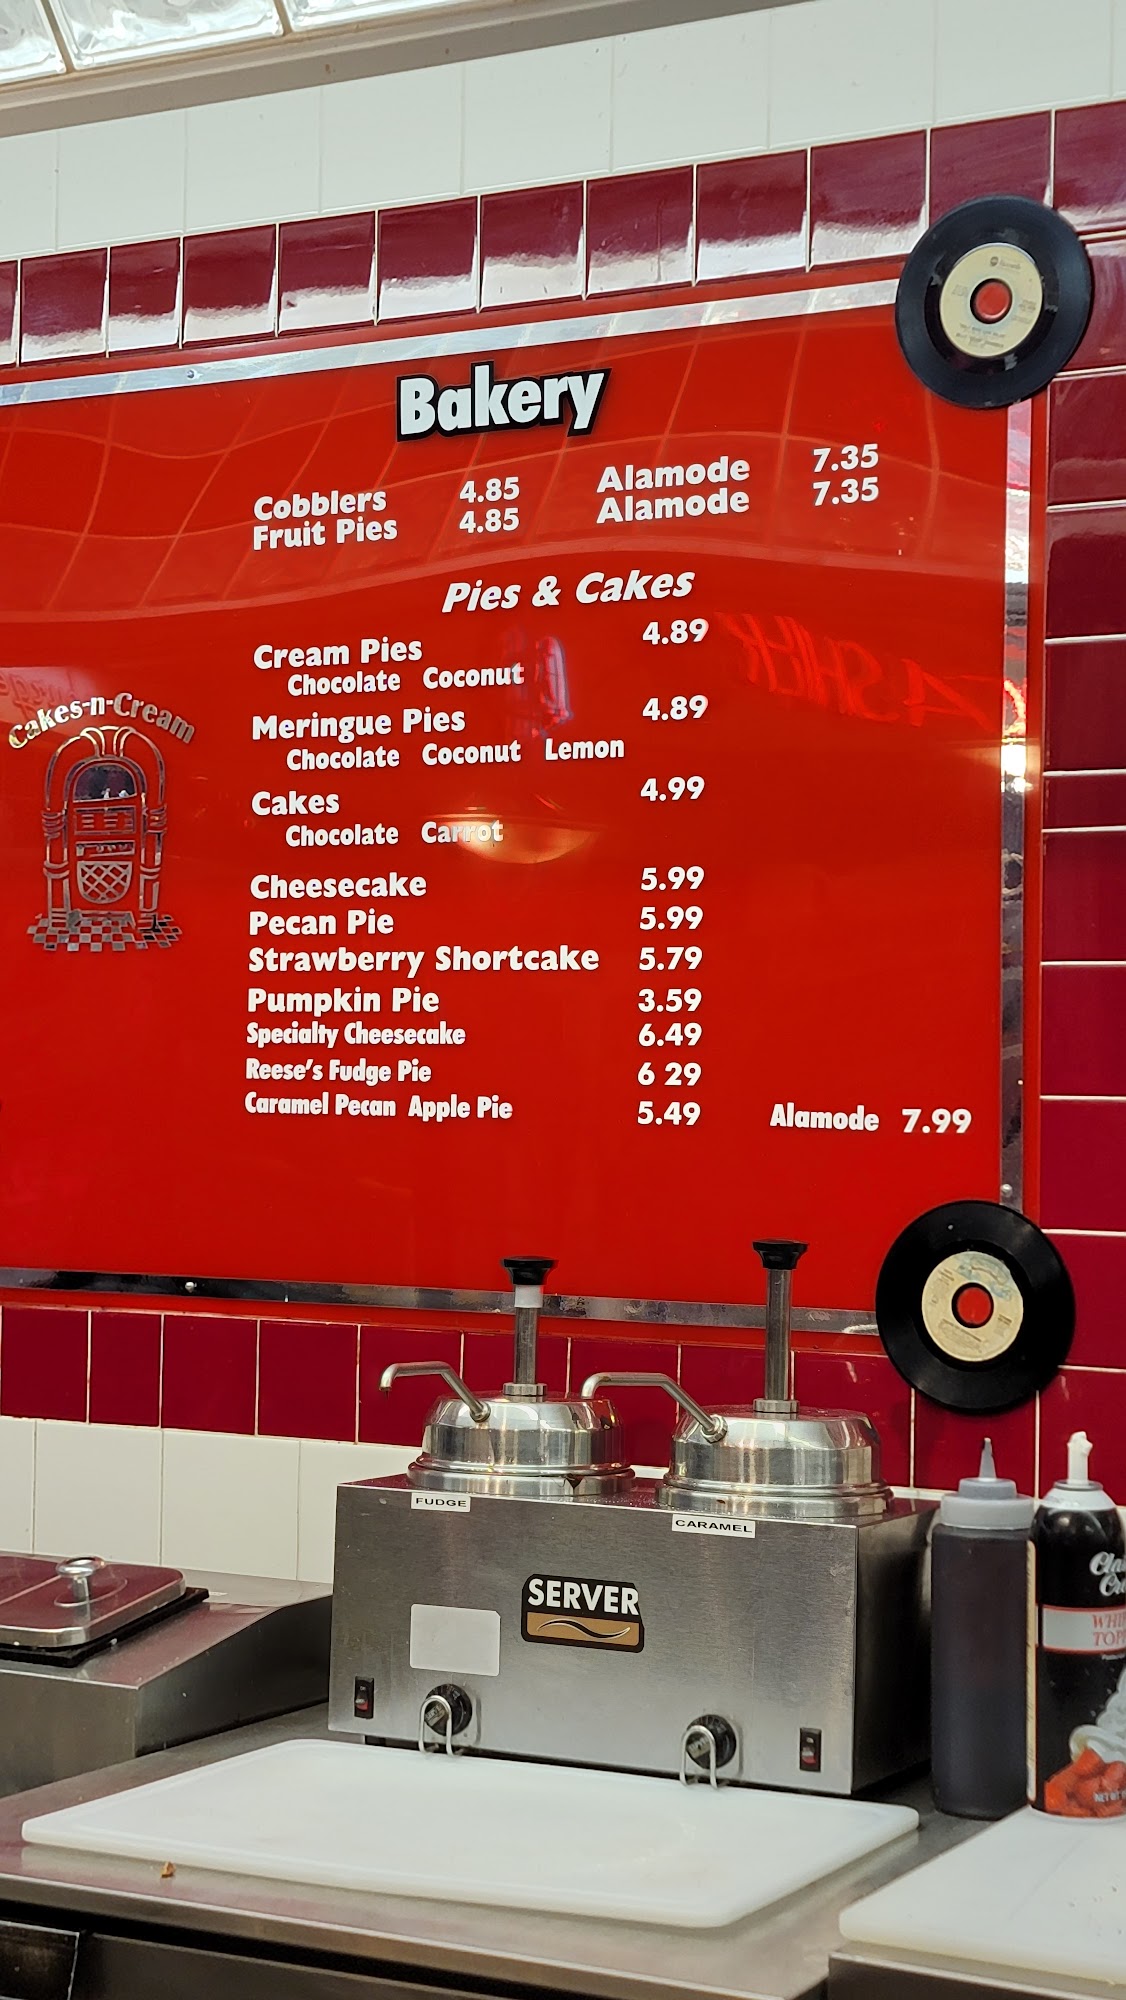 Bakery
Cobblers 4.85 Alamode 7.35
Fruit Pies 4.85 Alamode 7.35
Pies & Cakes
Cream Pies 4.89
Chocolate Coconut
Meringue Pies 4.89
Chocolate Coconut Lemon
Cakes 4.99
Chocolate Carrot
Cheesecake 5.99
Pecan Pie 5.99
Strawberry Shortcake 5.79
Pumpkin Pie 3.59
Specialty Cheesecake 6.49
Reese's Fudge Pie 6 29
Caramel Pecan Apple Pie 5.49 Alamode 7.99
Cakes-n-Cream
FUDGE
CARAMEL
SERVER